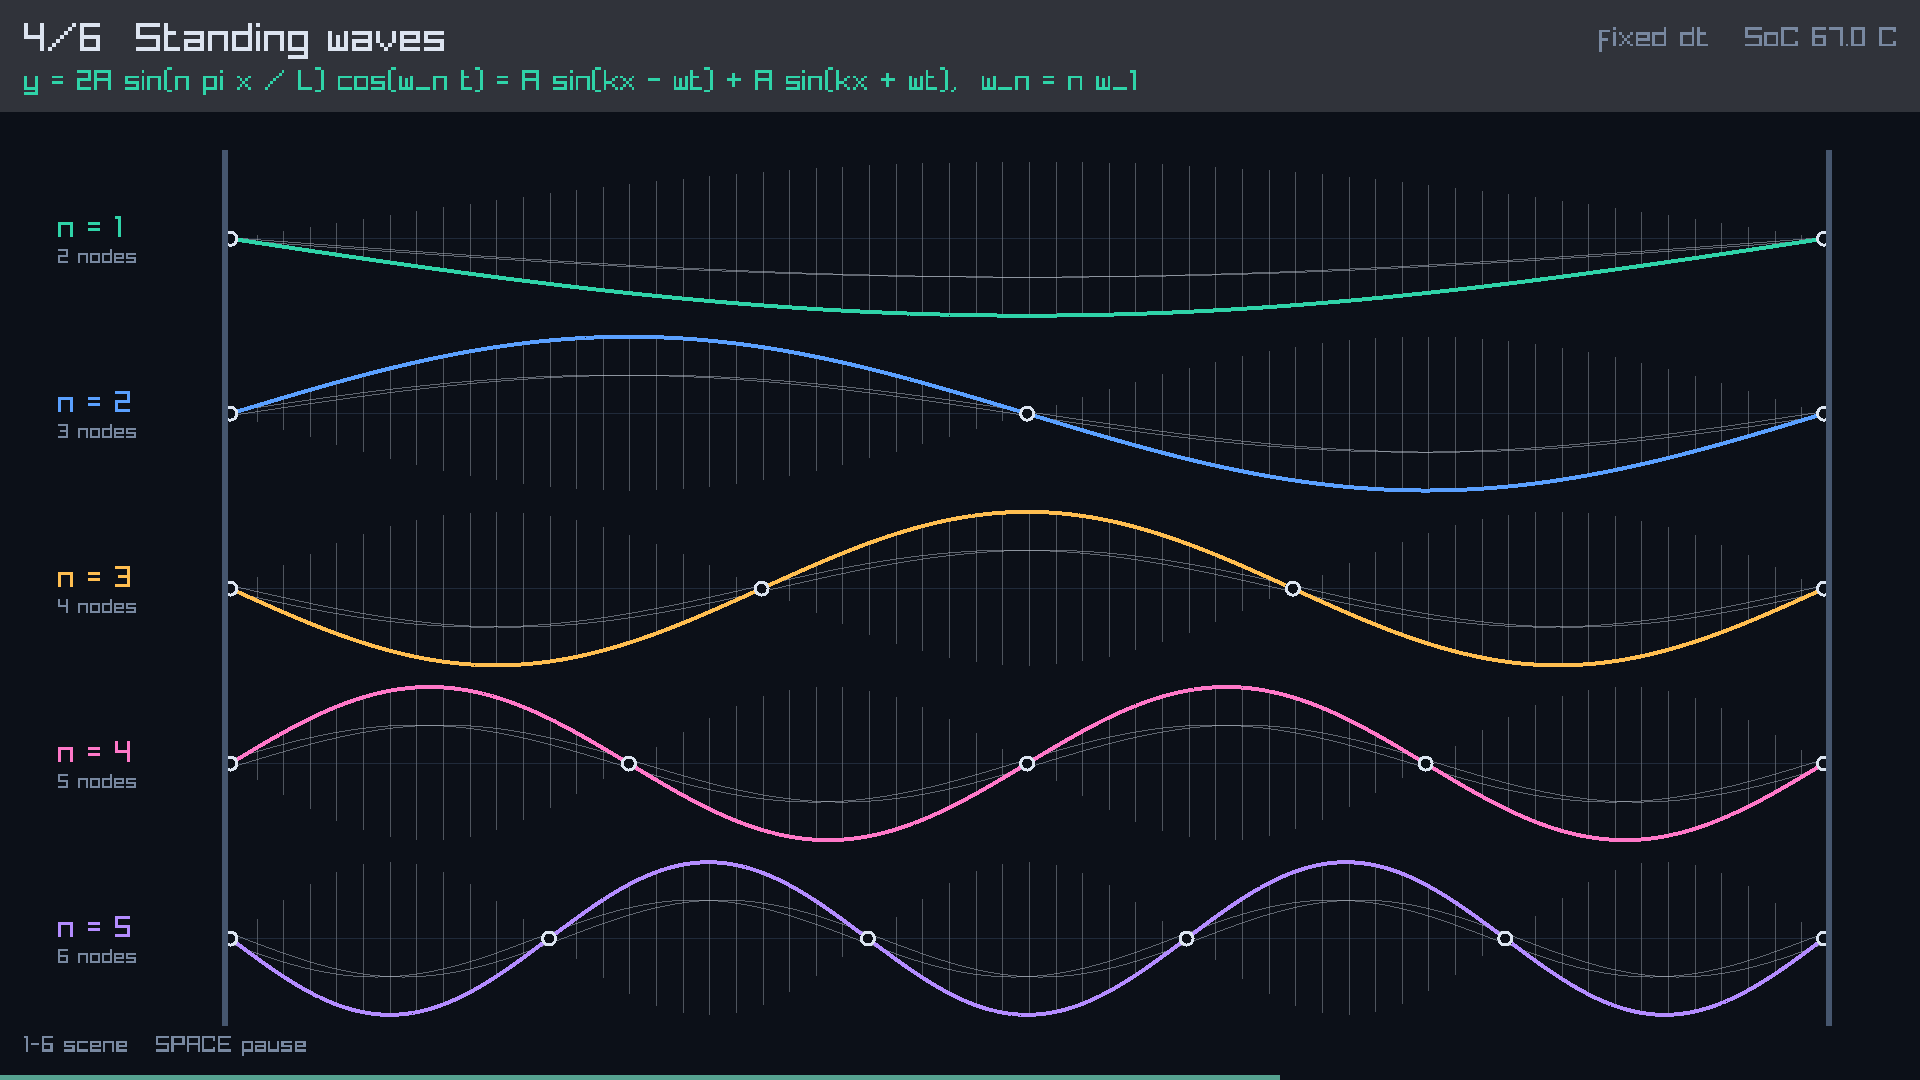 4/6 Standing waves
Fixed dt SoC 67.0 C
y = 2A sin(n pi x / L) cos(w_n t) = A sin(kx - wt) + A sin(kx + wt), w_n = n w_1
n = 1
2 nodes
n = 2
3 nodes
n = 3
4 nodes
n = 4
5 nodes
n = 5
6 nodes
1-6 scene SPACE pause